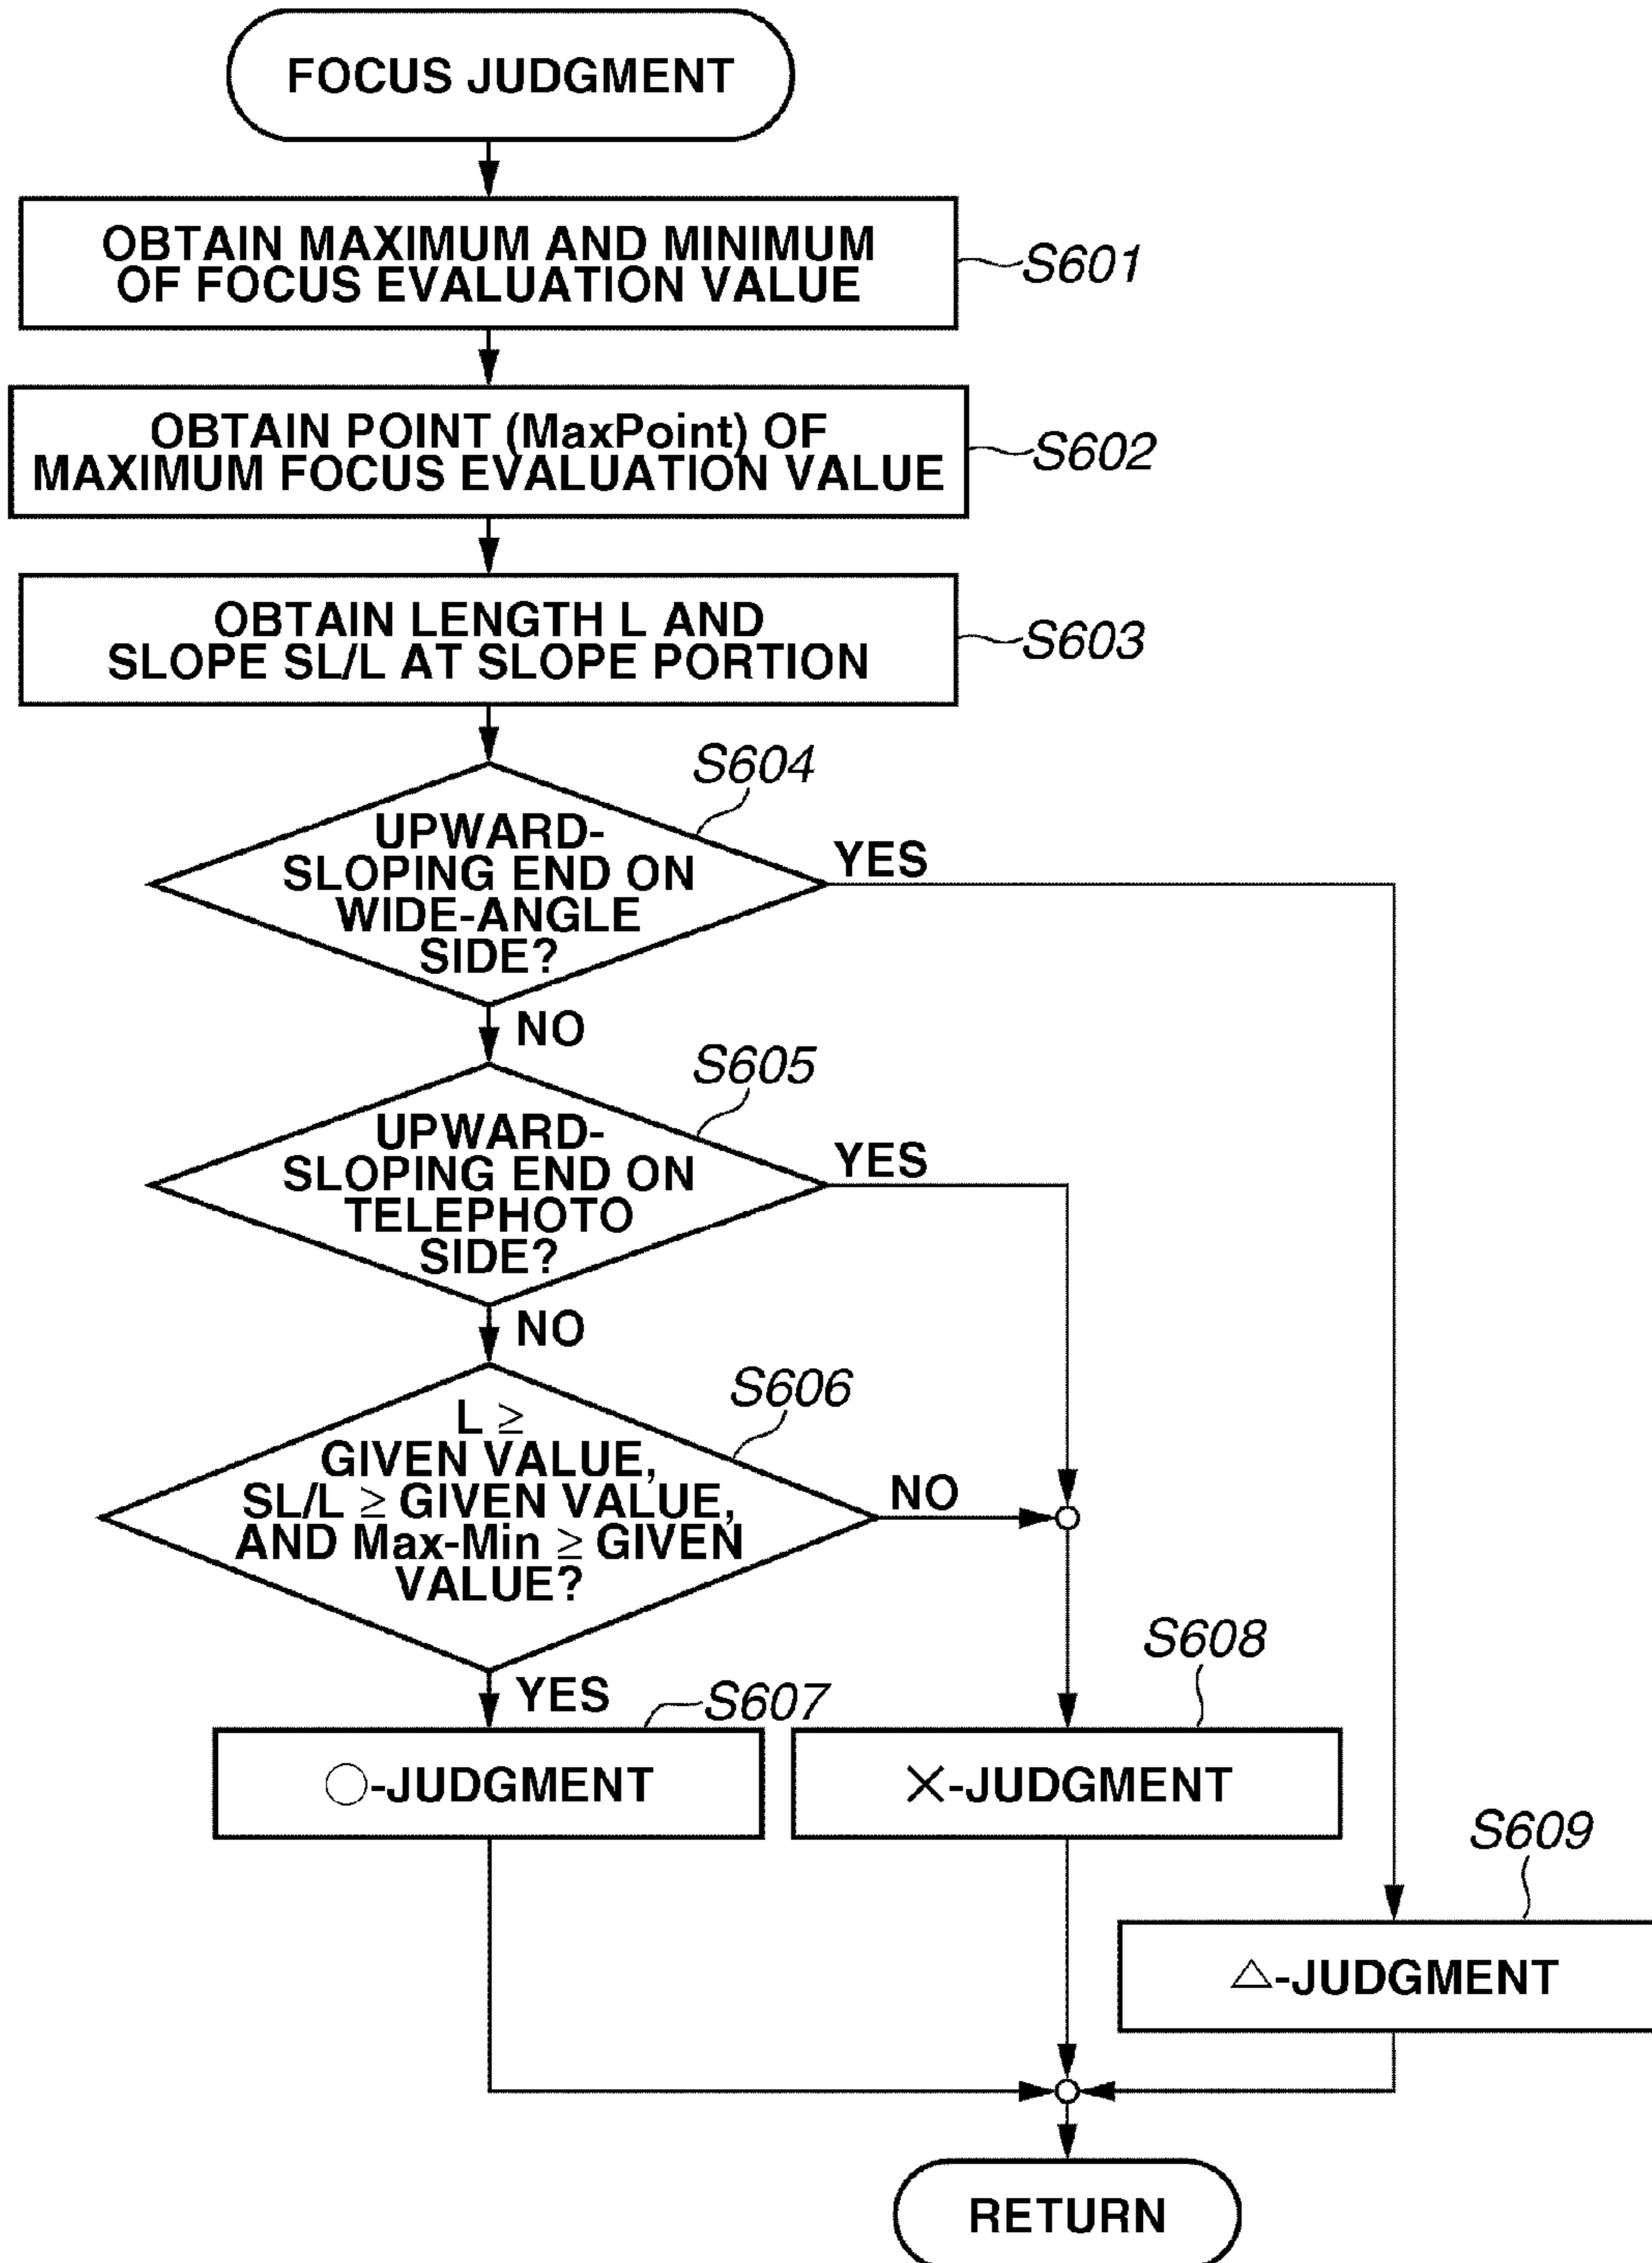 FOCUS JUDGMENT
OBTAIN MAXIMUM AND MINIMUM
OF FOCUS EVALUATION VALUE
S601
OBTAIN POINT (MaxPoint) OF
MAXIMUM FOCUS EVALUATION VALUE
S602
OBTAIN LENGTH L AND
SLOPE SL/L AT SLOPE PORTION
S603
S604
UPWARD-
SLOPING END ON
WIDE-ANGLE
SIDE?
YES
NO
S605
UPWARD-
SLOPING END ON
TELEPHOTO
SIDE?
YES
NO
S606
L ≥
GIVEN VALUE,
SL/L ≥ GIVEN VALUE,
AND Max-Min ≥ GIVEN
VALUE?
NO
YES
S607
○-JUDGMENT
S608
×-JUDGMENT
S609
△-JUDGMENT
RETURN